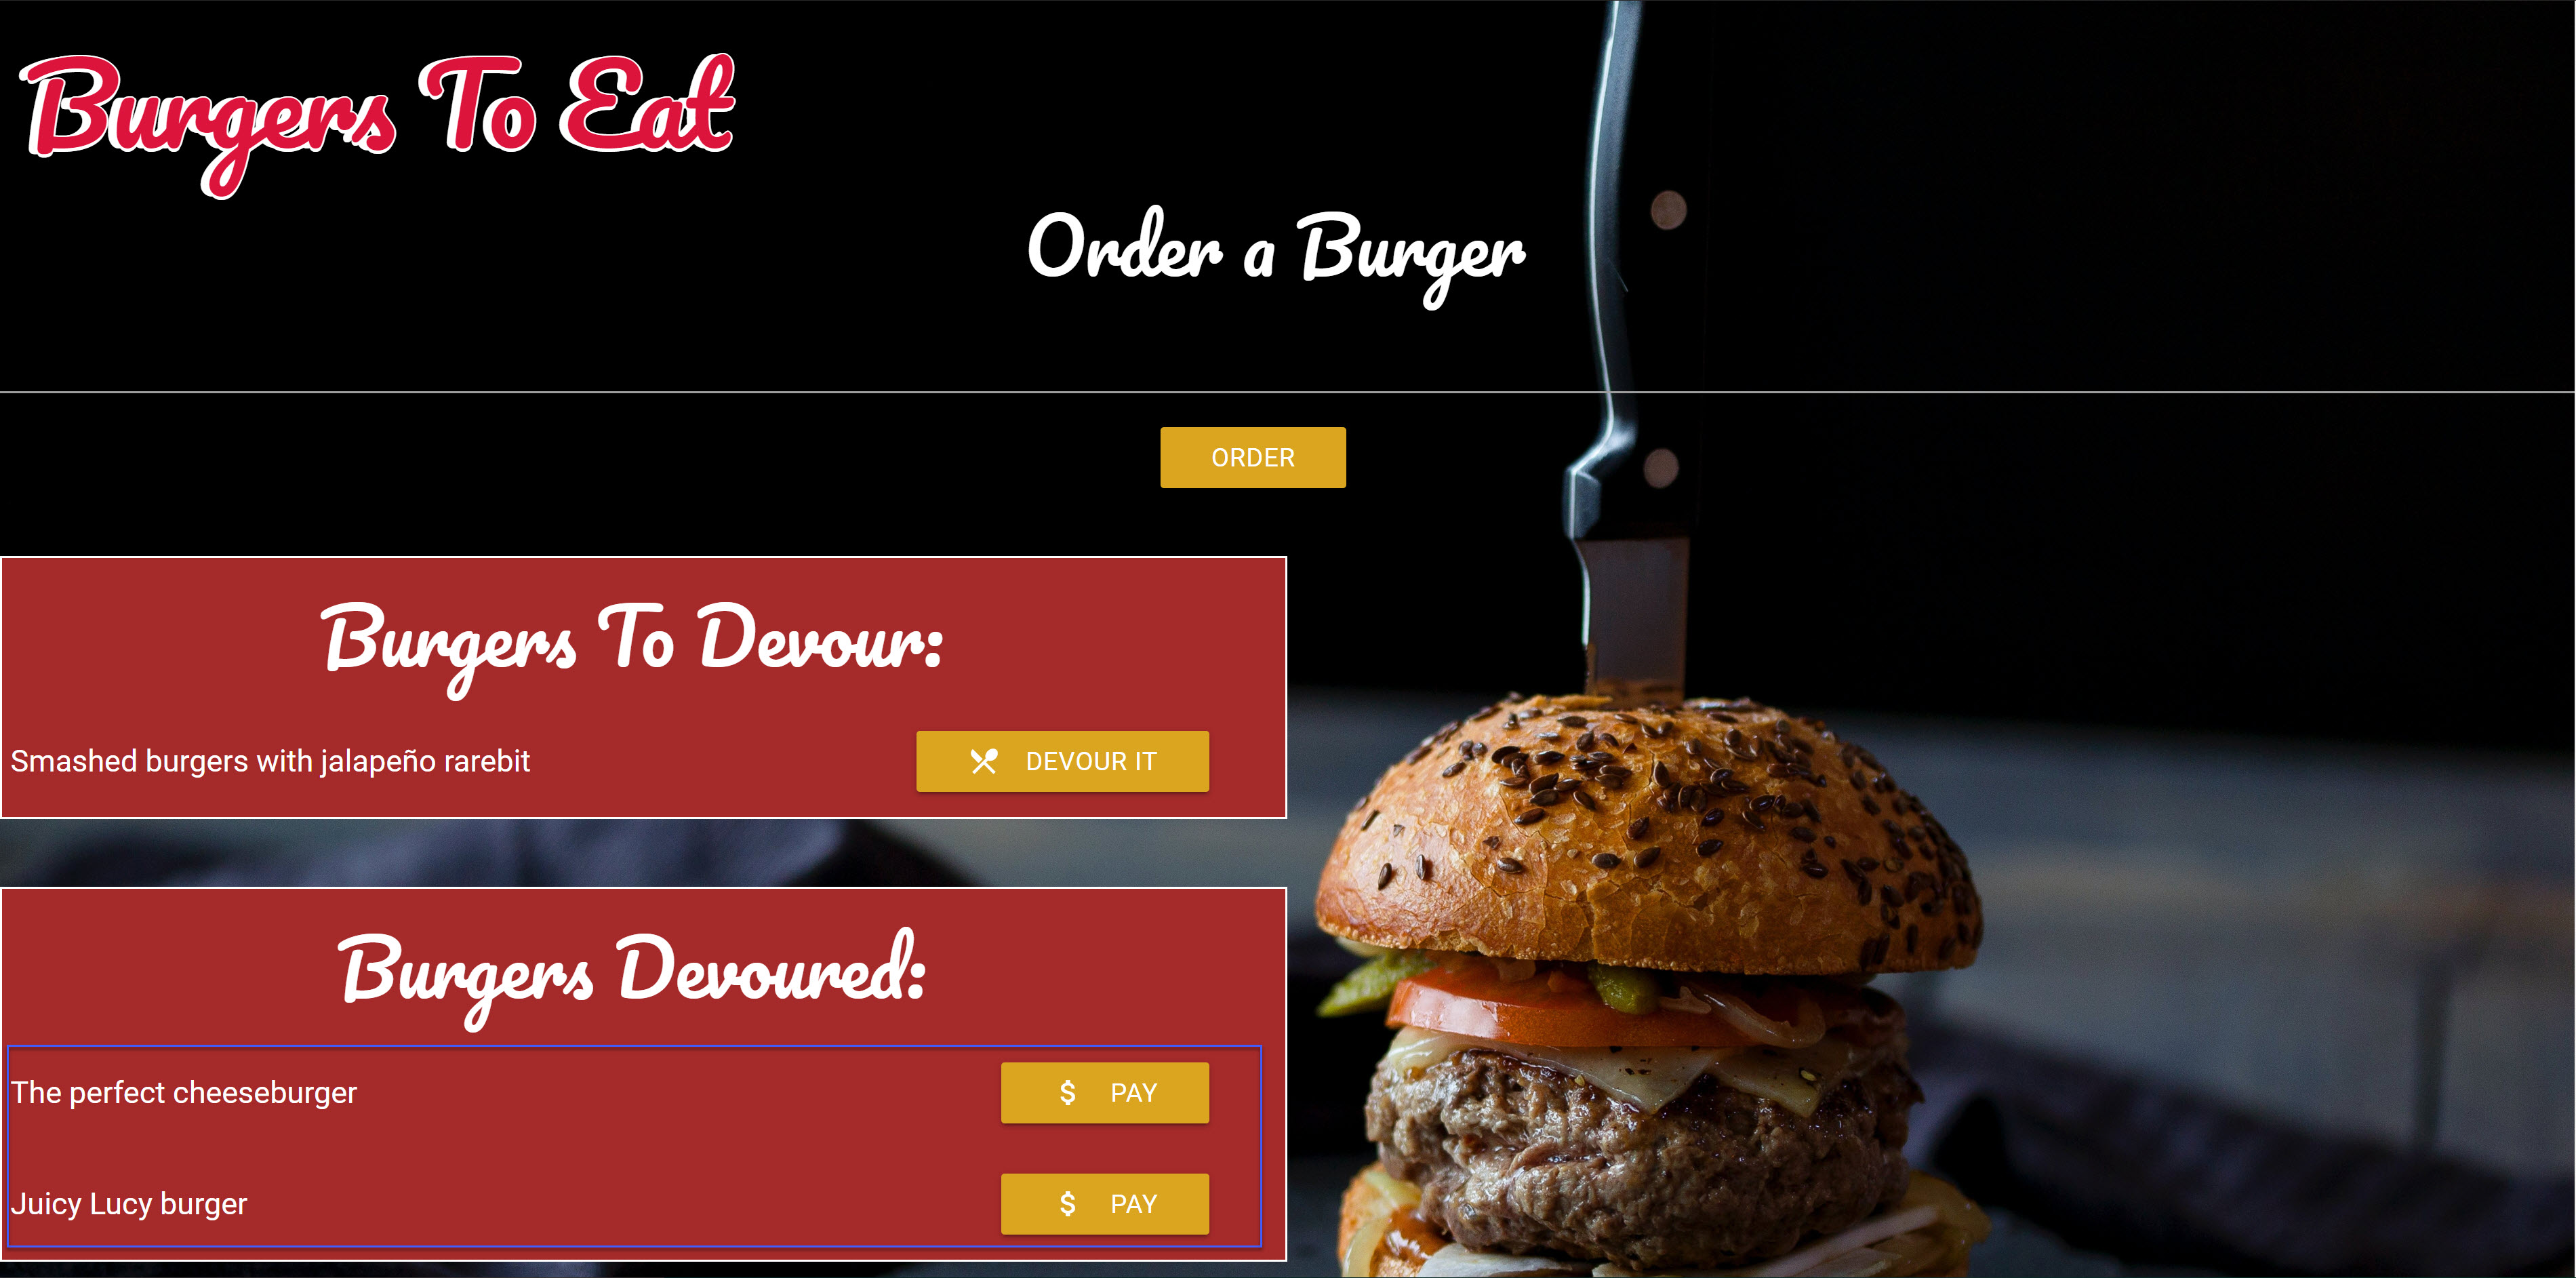 Burgers To Eat
Order a Burger
ORDER
Burgers To Devour:
Smashed burgers with jalapeño rarebit
DEVOUR IT
Burgers Devoured:
The perfect cheeseburger
$ PAY
Juicy Lucy burger
$ PAY